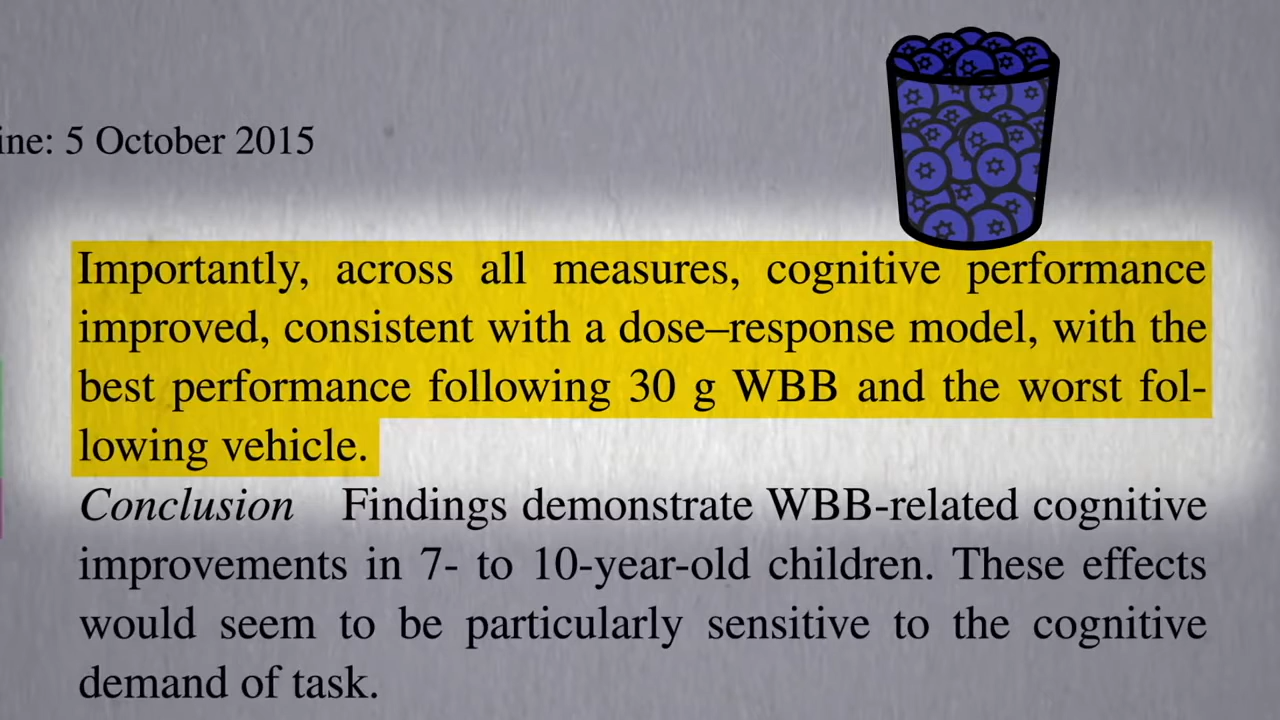 ine: 5 October 2015
Importantly, across all measures, cognitive performance
improved, consistent with a dose–response model, with the
best performance following 30 g WBB and the worst fol-
lowing vehicle.
Conclusion Findings demonstrate WBB-related cognitive
improvements in 7- to 10-year-old children. These effects
would seem to be particularly sensitive to the cognitive
demand of task.